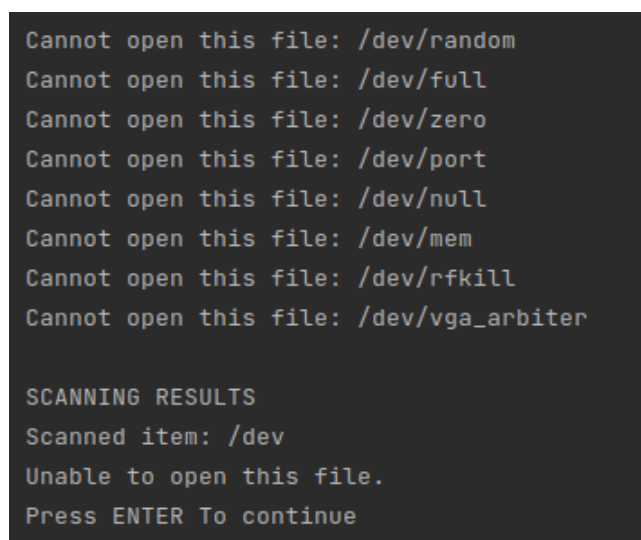 Cannot open this file: /dev/random
Cannot open this file: /dev/full
Cannot open this file: /dev/zero
Cannot open this file: /dev/port
Cannot open this file: /dev/null
Cannot open this file: /dev/mem
Cannot open this file: /dev/rfkill
Cannot open this file: /dev/vga_arbiter
SCANNING RESULTS
Scanned item: /dev
Unable to open this file.
Press ENTER To continue